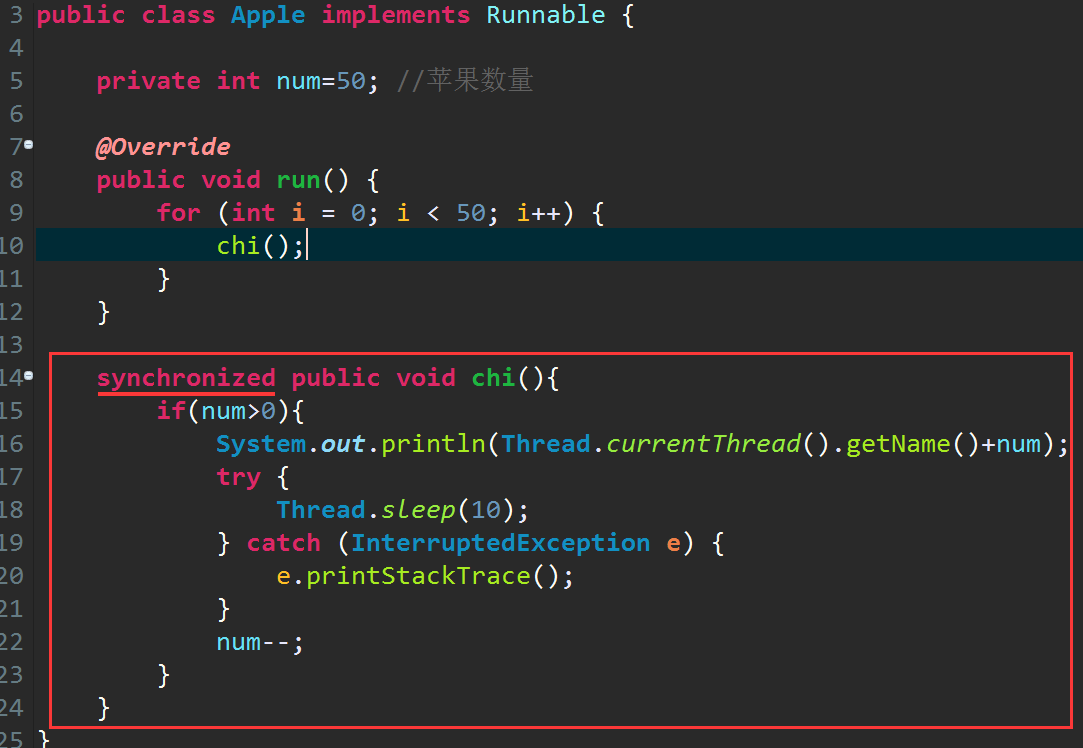 3 public class Apple implements Runnable {
4
5     private int num=50; //苹果数量
6
7     @Override
8     public void run() {
9         for (int i = 0; i < 50; i++) {
10             chi();
11         }
12     }
13
14     synchronized public void chi(){
15         if(num>0){
16             System.out.println(Thread.currentThread().getName()+num);
17             try {
18                 Thread.sleep(10);
19             } catch (InterruptedException e) {
20                 e.printStackTrace();
21             }
22             num--;
23         }
24     }
25 }